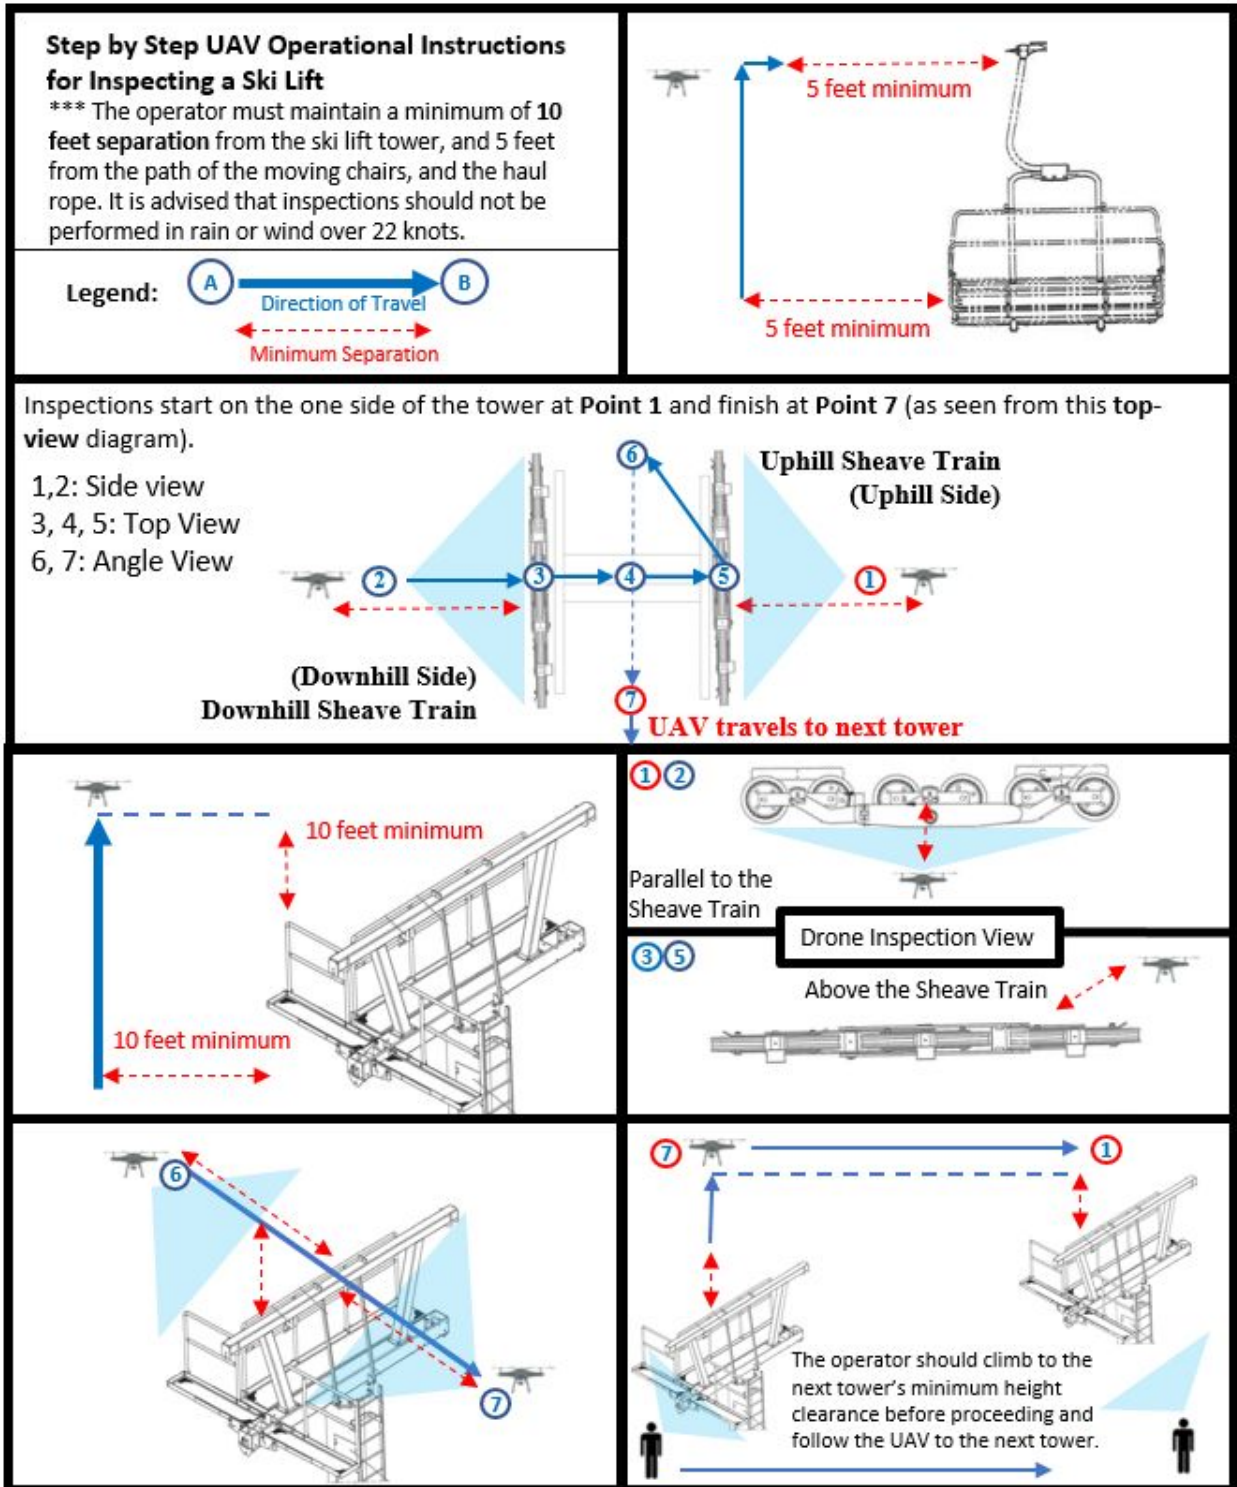 Step by Step UAV Operational Instructions
for Inspecting a Ski Lift
*** The operator must maintain a minimum of 10
feet separation from the ski lift tower, and 5 feet
from the path of the moving chairs, and the haul
rope. It is advised that inspections should not be
performed in rain or wind over 22 knots.
Legend:
A
B
Direction of Travel
Minimum Separation
5 feet minimum
5 feet minimum
Inspections start on the one side of the tower at Point 1 and finish at Point 7 (as seen from this top-
view diagram).
1,2: Side view
3, 4, 5: Top View
6, 7: Angle View
6
Uphill Sheave Train
(Uphill Side)
2
3
4
5
1
(Downhill Side)
Downhill Sheave Train
7
UAV travels to next tower
10 feet minimum
10 feet minimum
1 2
Parallel to the
Sheave Train
Drone Inspection View
3 5
Above the Sheave Train
6
7
7
1
The operator should climb to the
next tower's minimum height
clearance before proceeding and
follow the UAV to the next tower.